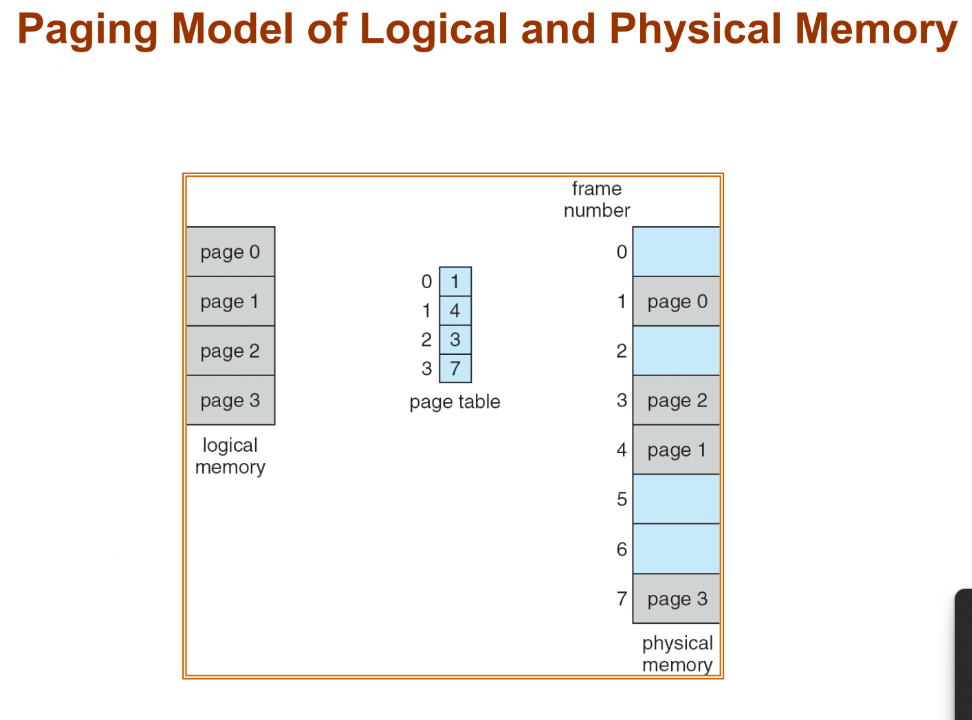 Paging Model of Logical and Physical Memory
frame
number
page 0
page 1
page 2
page 3
logical
memory
0 1
1 4
2 3
3 7
page table
0
1 page 0
2
3 page 2
4 page 1
5
6
7 page 3
physical
memory